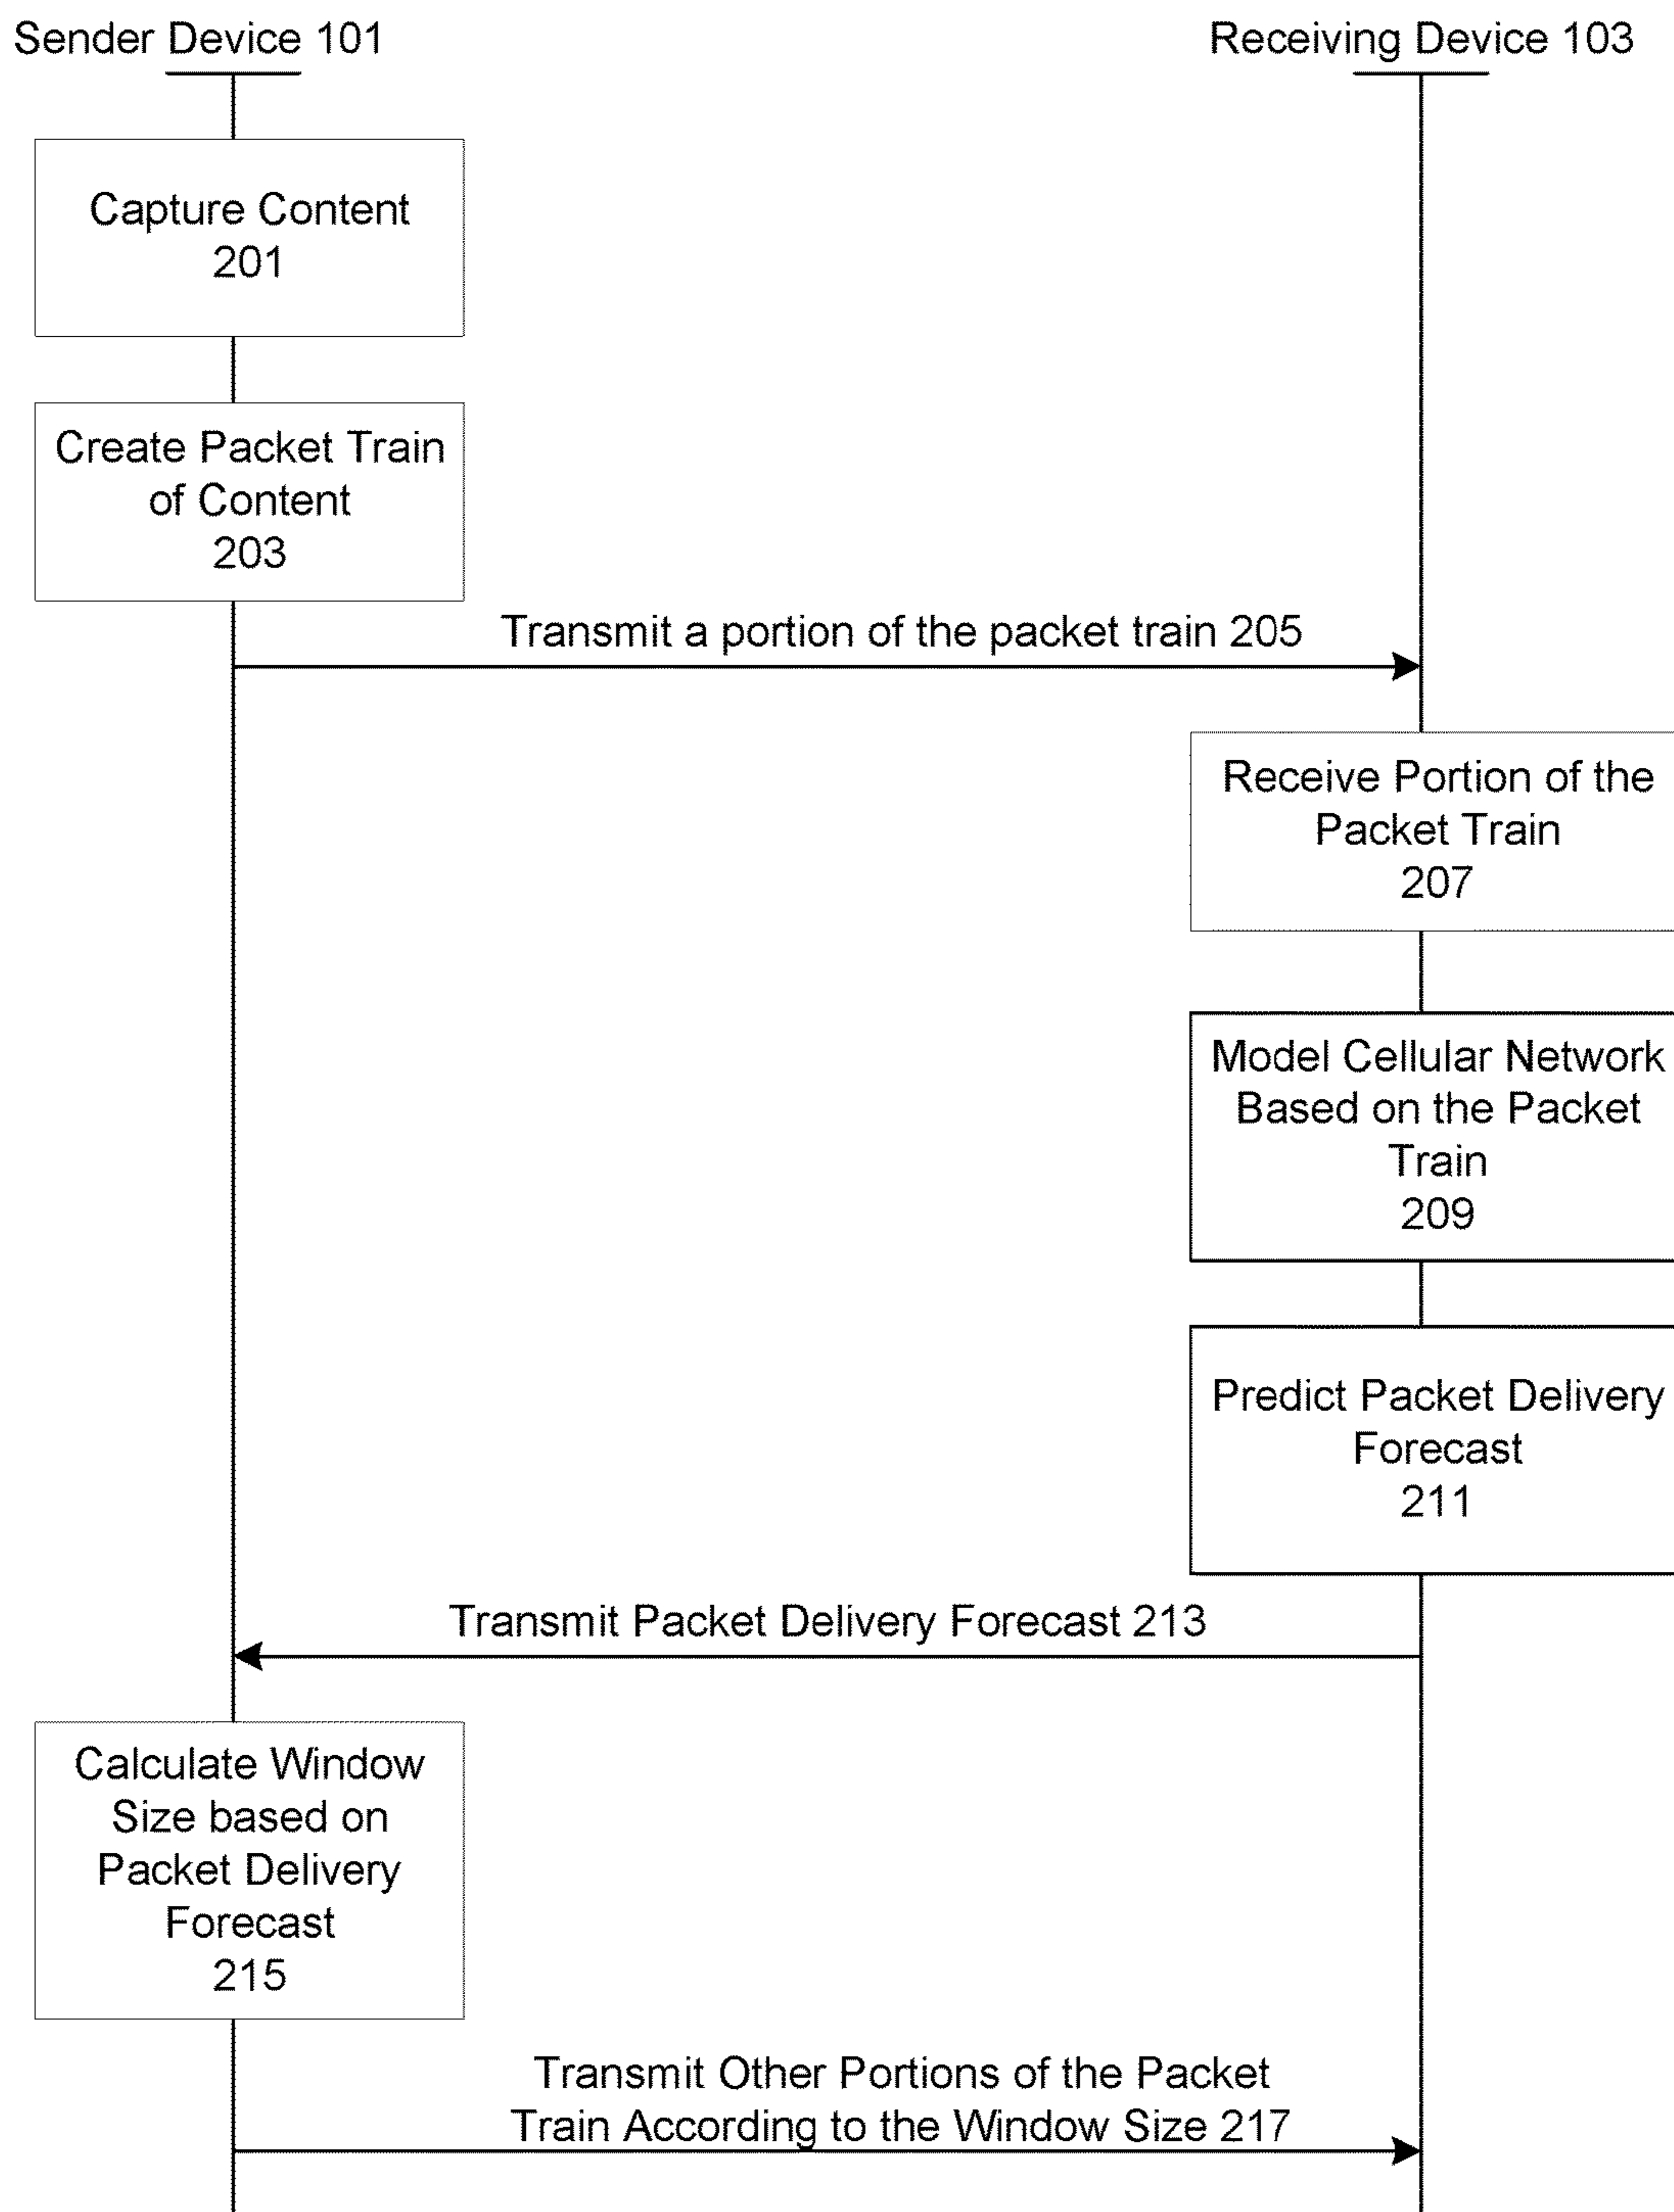 Sender Device 101
Receiving Device 103
Capture Content
201
Create Packet Train
of Content
203
Transmit a portion of the packet train 205
Receive Portion of the
Packet Train
207
Model Cellular Network
Based on the Packet
Train
209
Predict Packet Delivery
Forecast
211
Transmit Packet Delivery Forecast 213
Calculate Window
Size based on
Packet Delivery
Forecast
215
Transmit Other Portions of the Packet
Train According to the Window Size 217